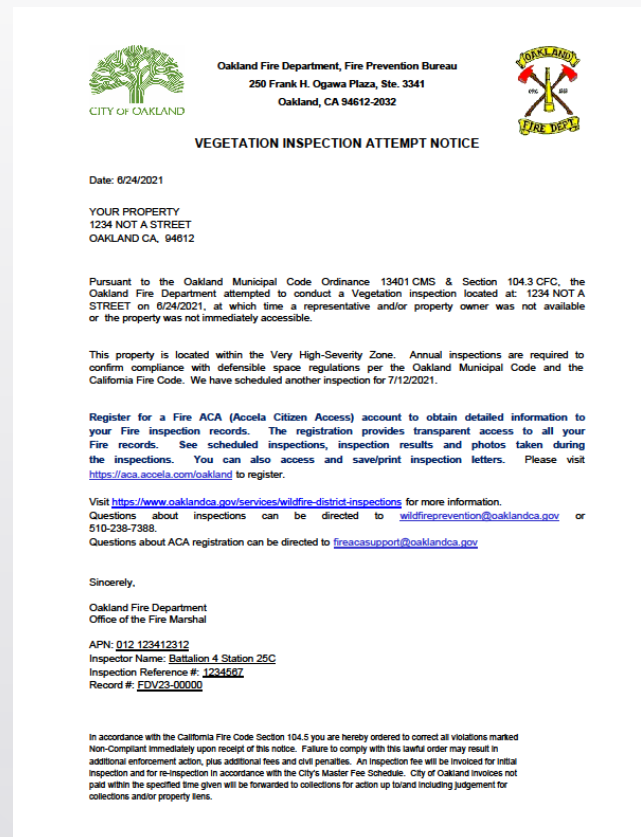 CITY OF OAKLAND
Oakland Fire Department, Fire Prevention Bureau
250 Frank H. Ogawa Plaza, Ste. 3341
Oakland, CA 94612-2032
OAKLAND
FIRE DEPT
VEGETATION INSPECTION ATTEMPT NOTICE
Date: 6/24/2021
YOUR PROPERTY
1234 NOT A STREET
OAKLAND CA, 94612
Pursuant to the Oakland Municipal Code Ordinance 13401 CMS & Section 104.3 CFC, the
Oakland Fire Department attempted to conduct a Vegetation inspection located at: 1234 NOT A
STREET on 6/24/2021, at which time a representative and/or property owner was not available
or the property was not immediately accessible.
This property is located within the Very High-Severity Zone. Annual inspections are required to
confirm compliance with defensible space regulations per the Oakland Municipal Code and the
California Fire Code. We have scheduled another inspection for 7/12/2021.
Register for a Fire ACA (Accela Citizen Access) account to obtain detailed information to
your Fire inspection records. The registration provides transparent access to all your
Fire records. See scheduled inspections, inspection results and photos taken during
the inspections. You can also access and save/print inspection letters. Please visit
https://aca.accela.com/oakland to register.
Visit https://www.oaklandca.gov/services/wildfire-district-inspections for more information.
Questions about inspections can be directed to wildfireprevention@oaklandca.gov or
510-238-7388.
Questions about ACA registration can be directed to fireacasupport@oaklandca.gov
Sincerely,
Oakland Fire Department
Office of the Fire Marshal
APN: 012 123412312
Inspector Name: Battalion 4 Station 25C
Inspection Reference #: 1234567
Record #: FDV23-00000
In accordance with the California Fire Code Section 104.5 you are hereby ordered to correct all violations marked
Non-Compliant immediately upon receipt of this notice. Failure to comply with this lawful order may result in
additional enforcement action, plus additional fees and civil penalties. An inspection fee will be invoiced for initial
inspection and for re-inspection in accordance with the City's Master Fee Schedule. City of Oakland invoices not
paid within the specified time given will be forwarded to collections for action up to/and including judgement for
collections and/or property liens.